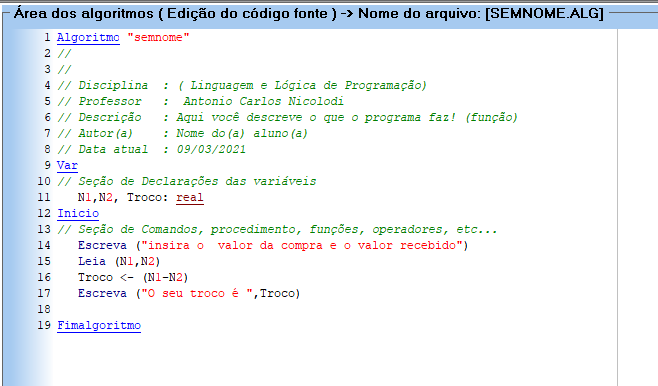 Área dos algoritmos ( Edição do código fonte ) -> Nome do arquivo: [SEMNOME.ALG]
1 Algoritmo "semnome"
2 //
3 //
4 // Disciplina : ( Linguagem e Lógica de Programação)
5 // Professor : Antonio Carlos Nicolodi
6 // Descrição : Aqui você descreve o que o programa faz! (função)
7 // Autor(a) : Nome do(a) aluno(a)
8 // Data atual : 09/03/2021
9 Var
10 // Seção de Declarações das variáveis
11 N1,N2, Troco: real
12 Inicio
13 // Seção de Comandos, procedimento, funções, operadores, etc...
14 Escreva ("insira o  valor da compra e o valor recebido")
15 Leia (N1,N2)
16 Troco <- (N1-N2)
17 Escreva ("O seu troco é ",Troco)
18
19 Fimalgoritmo